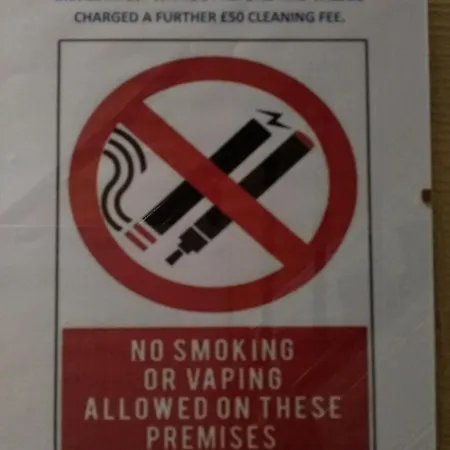 CHARGED A FURTHER £50 CLEANING FEE.
NO SMOKING
OR VAPING
ALLOWED ON THESE
PREMISES